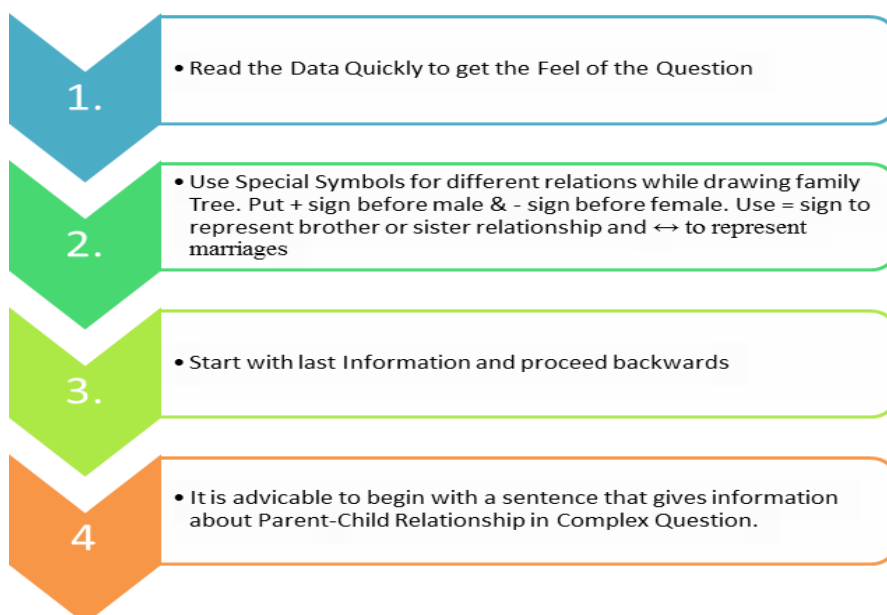 1.
• Read the Data Quickly to get the Feel of the Question
2.
• Use Special Symbols for different relations while drawing family
Tree. Put + sign before male & - sign before female. Use = sign to
represent brother or sister relationship and ↔ to represent
marriages
3.
• Start with last Information and proceed backwards
4
• It is advicable to begin with a sentence that gives information
about Parent-Child Relationship in Complex Question.